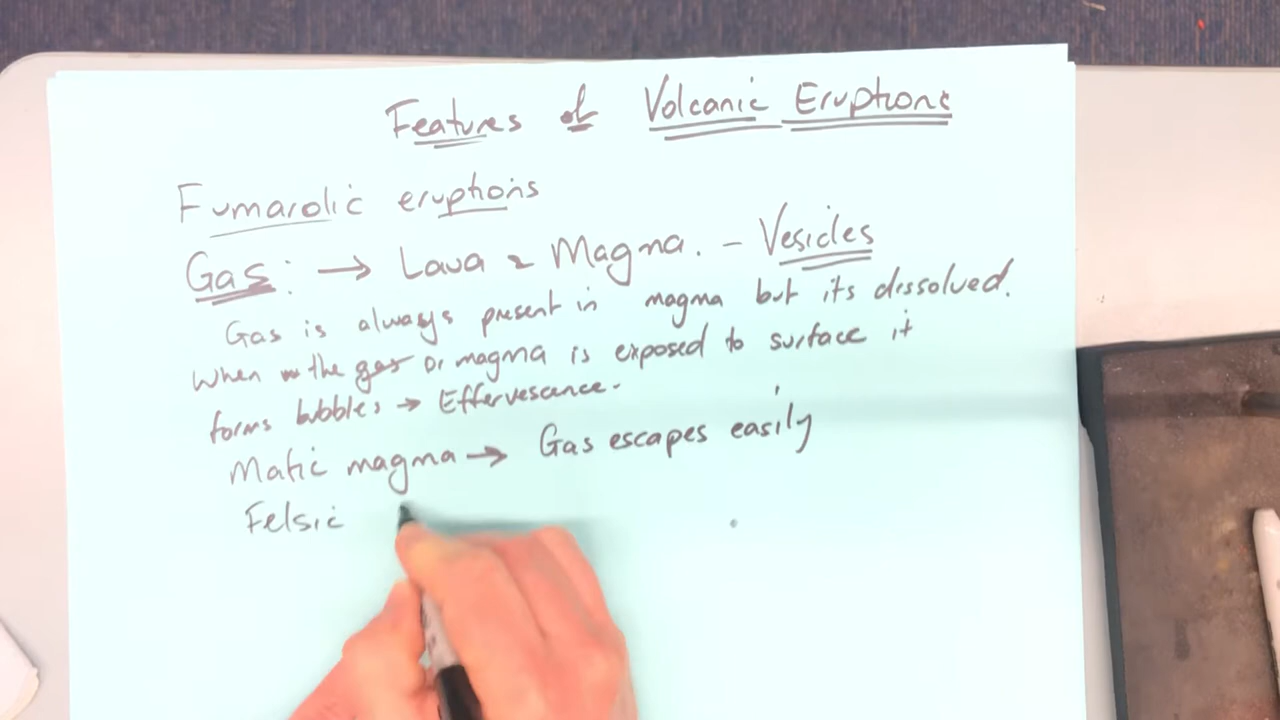 Features of Volcanic Eruptions
Fumarolic eruptions
Gas: → Lava & Magma. - Vesicles
Gas is always present in magma but its dissolved.
When the gas or magma is exposed to surface it
forms bubbles → Effervescence.
Mafic magma → Gas escapes easily
Felsic